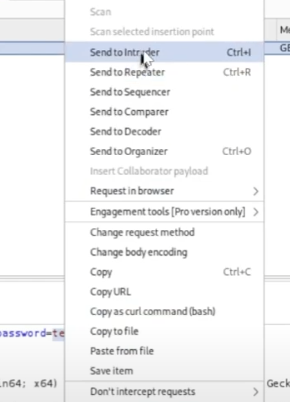 Scan
Scan selected insertion point
Me
Send to Intruder Ctrl+I
GE
Send to Repeater Ctrl+R
Send to Sequencer
Send to Comparer
Send to Decoder
Send to Organizer Ctrl+O
Insert Collaborator payload
Request in browser >
Engagement tools [Pro version only] >
Change request method
Change body encoding
Copy Ctrl+C
Copy URL
Copy as curl command (bash)
Copy to file
password=te
Paste from file
Save item
in64; x64)
Geck
Don't intercept requests >